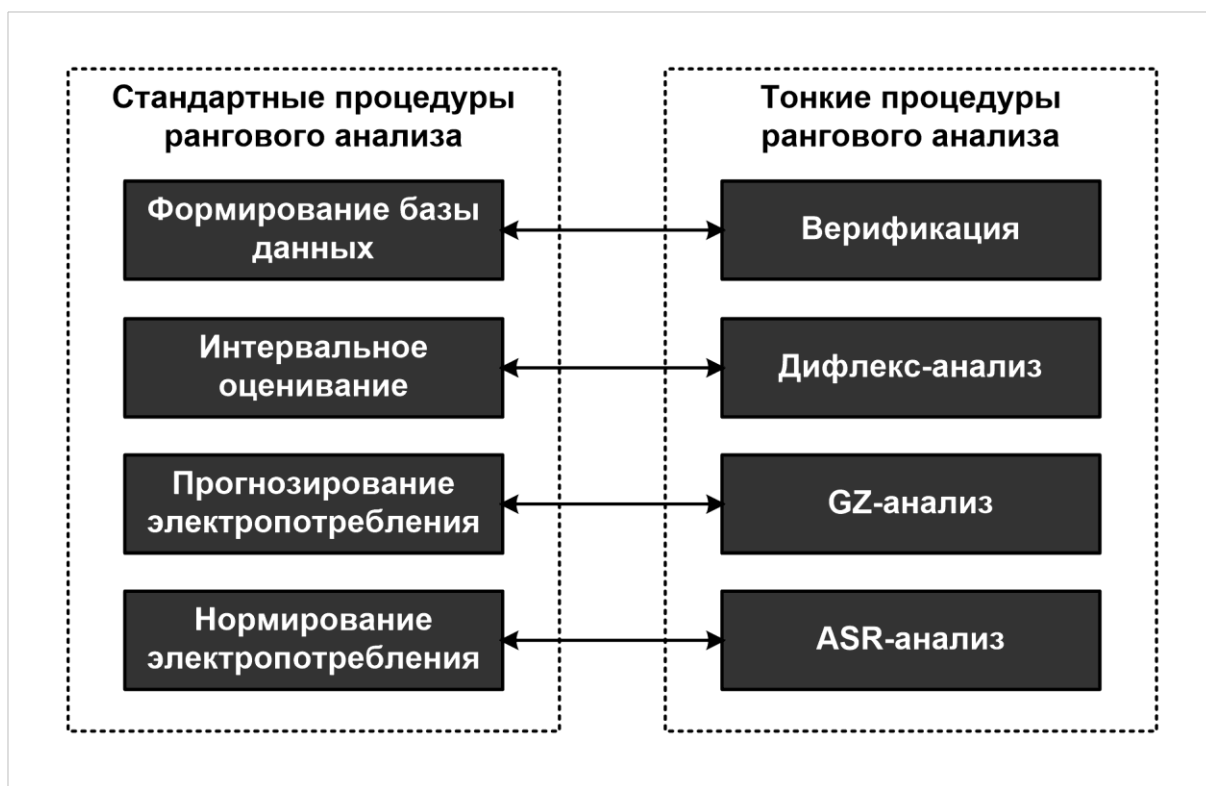 Стандартные процедуры
рангового анализа
Формирование базы
данных
Интервальное
оценивание
Прогнозирование
электропотребления
Нормирование
электропотребления
Тонкие процедуры
рангового анализа
Верификация
Дифлекс-анализ
GZ-анализ
ASR-анализ